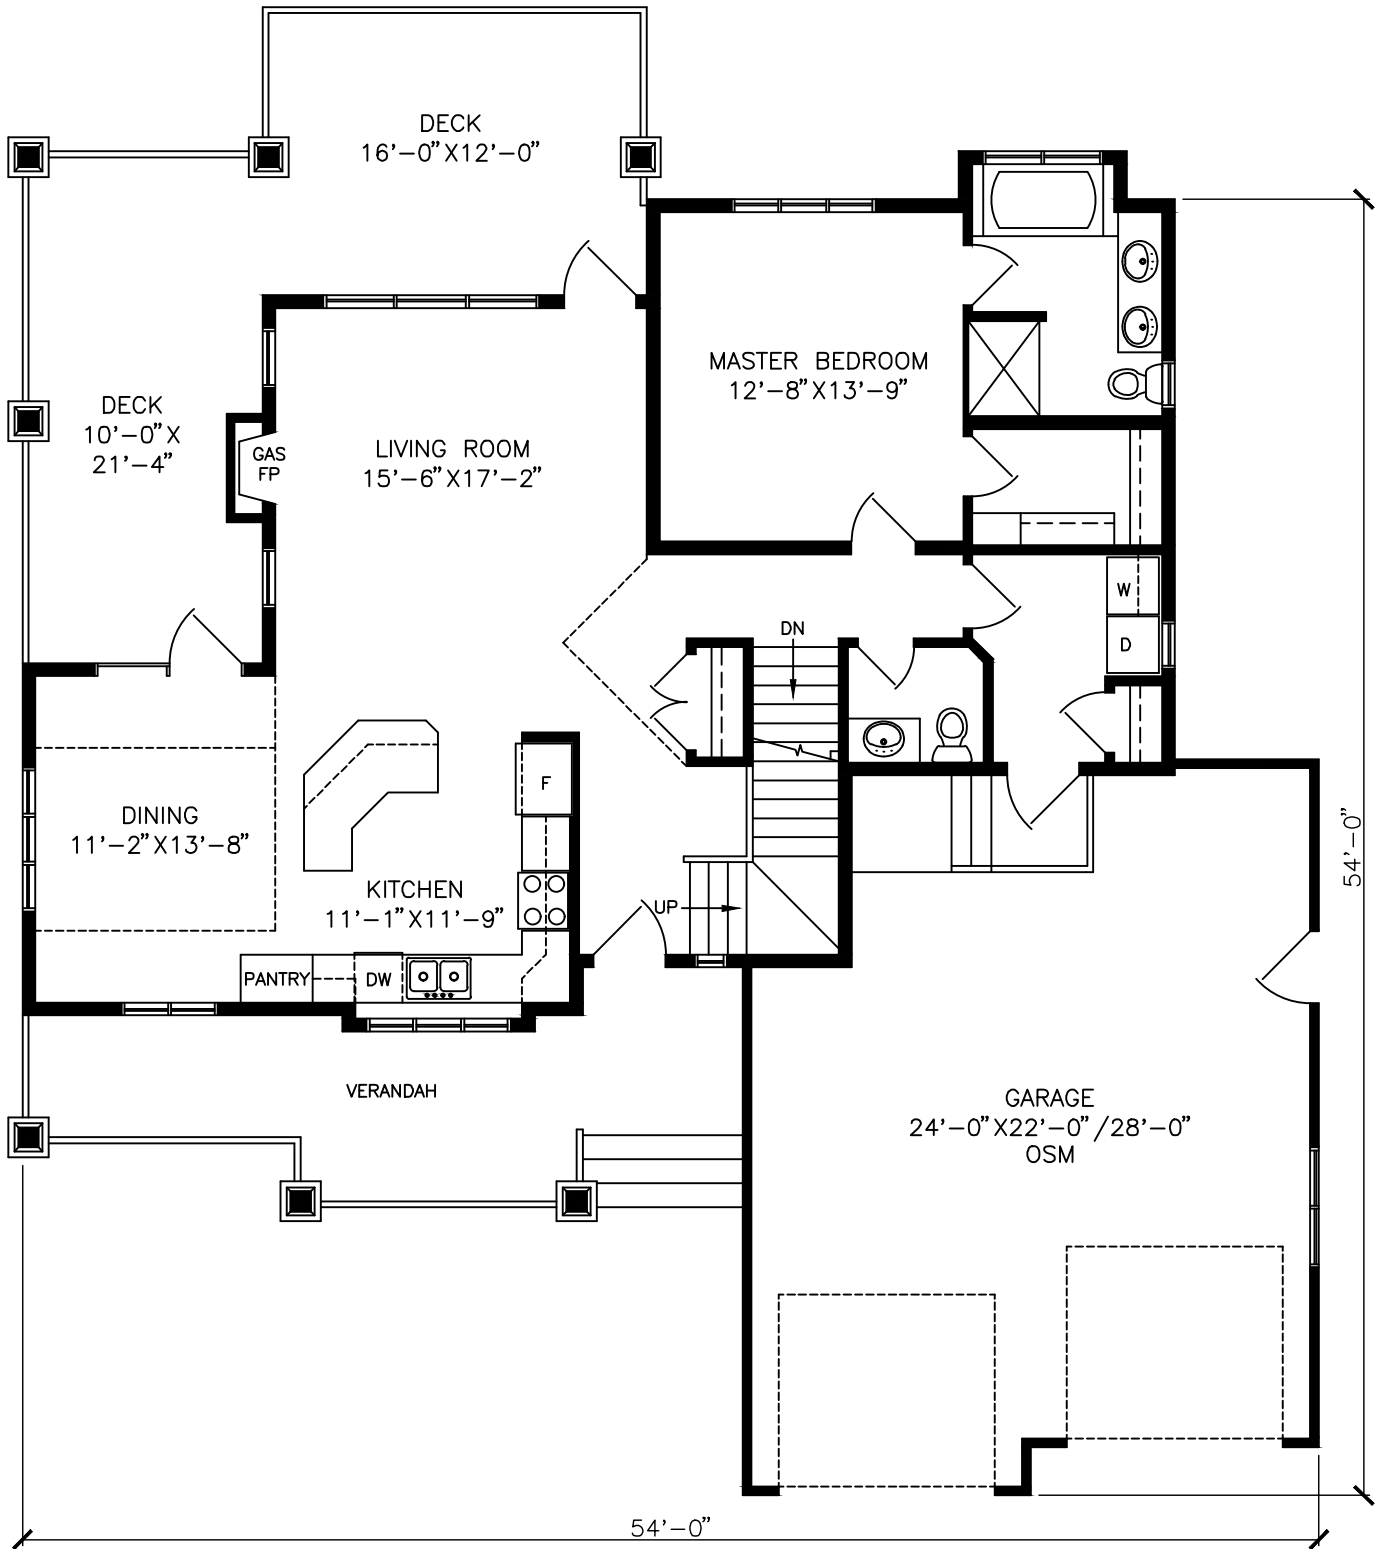 DECK
16'-0"X12'-0"
MASTER BEDROOM
12'-8"X13'-9"
DECK
10'-0"X
21'-4"
GAS
FP
LIVING ROOM
15'-6"X17'-2"
W
D
DN
F
DINING
11'-2"X13'-8"
KITCHEN
11'-1"X11'-9"
UP
PANTRY
DW
54'-0"
VERANDAH
GARAGE
24'-0"X22'-0"/28'-0"
OSM
54'-0"